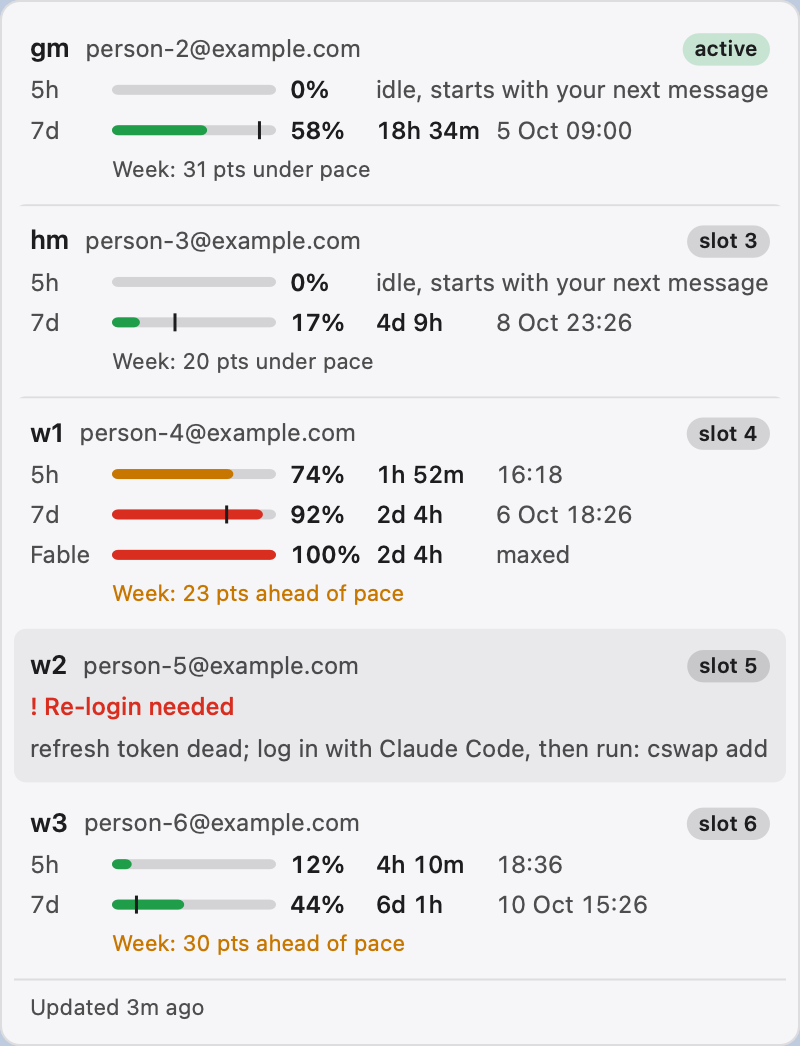 gm person-2@example.com active
5h 0% idle, starts with your next message
7d 58% 18h 34m 5 Oct 09:00
Week: 31 pts under pace
hm person-3@example.com slot 3
5h 0% idle, starts with your next message
7d 17% 4d 9h 8 Oct 23:26
Week: 20 pts under pace
w1 person-4@example.com slot 4
5h 74% 1h 52m 16:18
7d 92% 2d 4h 6 Oct 18:26
Fable 100% 2d 4h maxed
Week: 23 pts ahead of pace
w2 person-5@example.com slot 5
! Re-login needed
refresh token dead; log in with Claude Code, then run: cswap add
w3 person-6@example.com slot 6
5h 12% 4h 10m 18:36
7d 44% 6d 1h 10 Oct 15:26
Week: 30 pts ahead of pace
Updated 3m ago